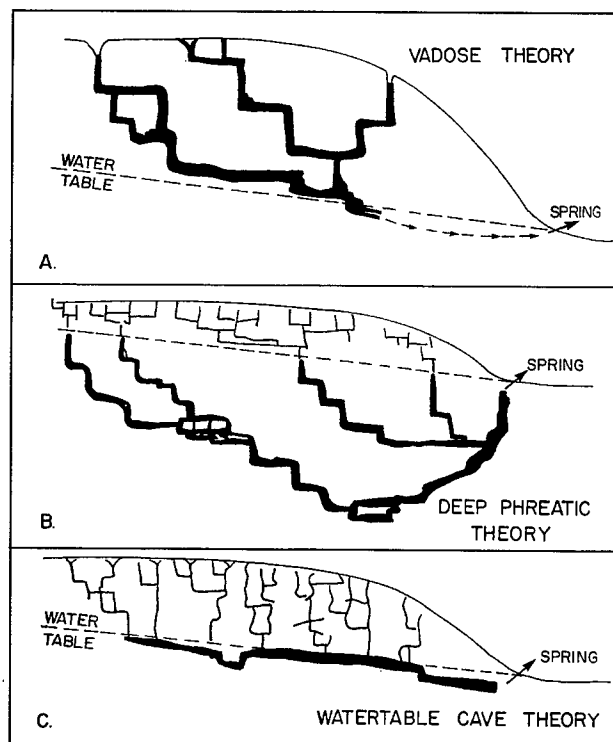 VADOSE THEORY
WATER
TABLE
SPRING
A.
SPRING
B.
DEEP PHREATIC
THEORY
WATER
TABLE
SPRING
C.
WATERTABLE CAVE THEORY